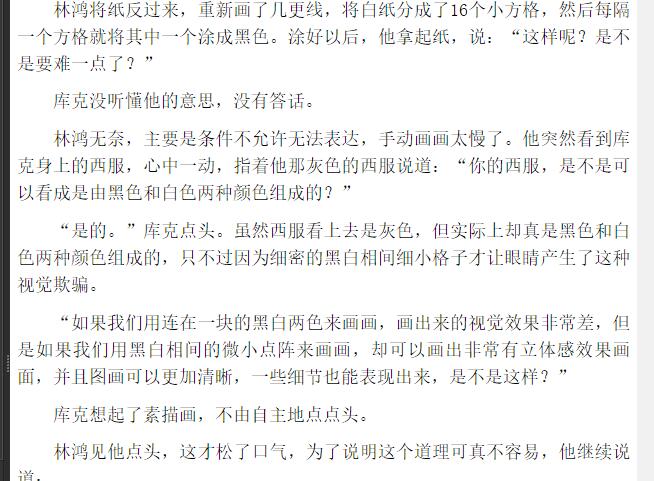 林鸿将纸反过来，重新画了几更线，将白纸分成了16个小方格，然后每隔
一个方格就将其中一个涂成黑色。涂好以后，他拿起纸，说：“这样呢？是不
是要难一点了？”
库克没听懂他的意思，没有答话。
林鸿无奈，主要是条件不允许无法表达，手动画画太慢了。他突然看到库
克身上的西服，心中一动，指着他那灰色的西服说道：“你的西服，是不是可
以看成是由黑色和白色两种颜色组成的？”
“是的。”库克点头。虽然西服看上去是灰色，但实际上却真是黑色和白
色两种颜色组成的，只不过因为细密的黑白相间细小格子才让眼睛产生了这种
视觉欺骗。
“如果我们用连在一块的黑白两色来画画，画出来的视觉效果非常差，但
是如果我们用黑白相间的微小点阵来画画，却可以画出非常有立体感效果画
面，并且图画可以更加清晰，一些细节也能表现出来，是不是这样？”
库克想起了素描画，不由自主地点点头。
林鸿见他点头，这才松了口气，为了说明这个道理可真不容易，他继续说
道：